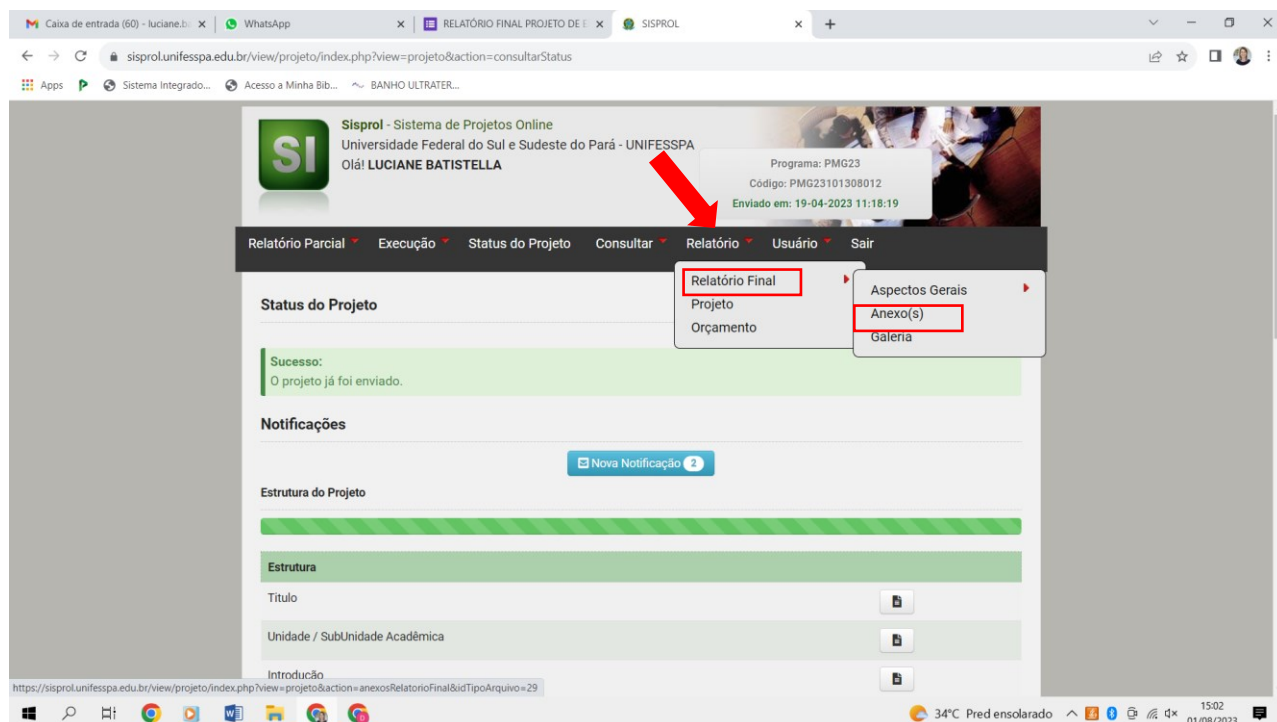 Caixa de entrada (60) - luciane.b
WhatsApp
RELATÓRIO FINAL PROJETO DE E
SISPROL
sisprol.unifesspa.edu.br/view/projeto/index.php?view=projeto&action=consultarStatus
Apps
Sistema Integrado...
Acesso a Minha Bib...
BANHO ULTRATER...
SI
Sisprol - Sistema de Projetos Online
Universidade Federal do Sul e Sudeste do Pará - UNIFESSPA
Olá! LUCIANE BATISTELLA
Programa: PMG23
Código: PMG23101308012
Enviado em: 19-04-2023 11:18:19
Relatório Parcial Execução Status do Projeto Consultar Relatório Usuário Sair
Relatório Final
Projeto
Orçamento
Aspectos Gerais
Anexo(s)
Galeria
Status do Projeto
Sucesso:
O projeto já foi enviado.
Notificações
Nova Notificação 2
Estrutura do Projeto
Estrutura
Titulo
Unidade / SubUnidade Acadêmica
Introdução
https://sisprol.unifesspa.edu.br/view/projeto/index.php?view=projeto&action=anexosRelatorioFinal&idTipoArquivo=29
34°C Pred ensolarado
15:02
01/08/2023